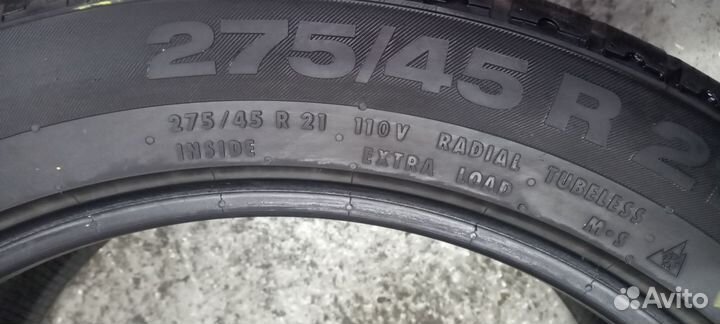 275/45 R 2
275/45 R 21 · 110V RADIAL · TUBELESS
INSIDE EXTRA LOAD M·S
Avito